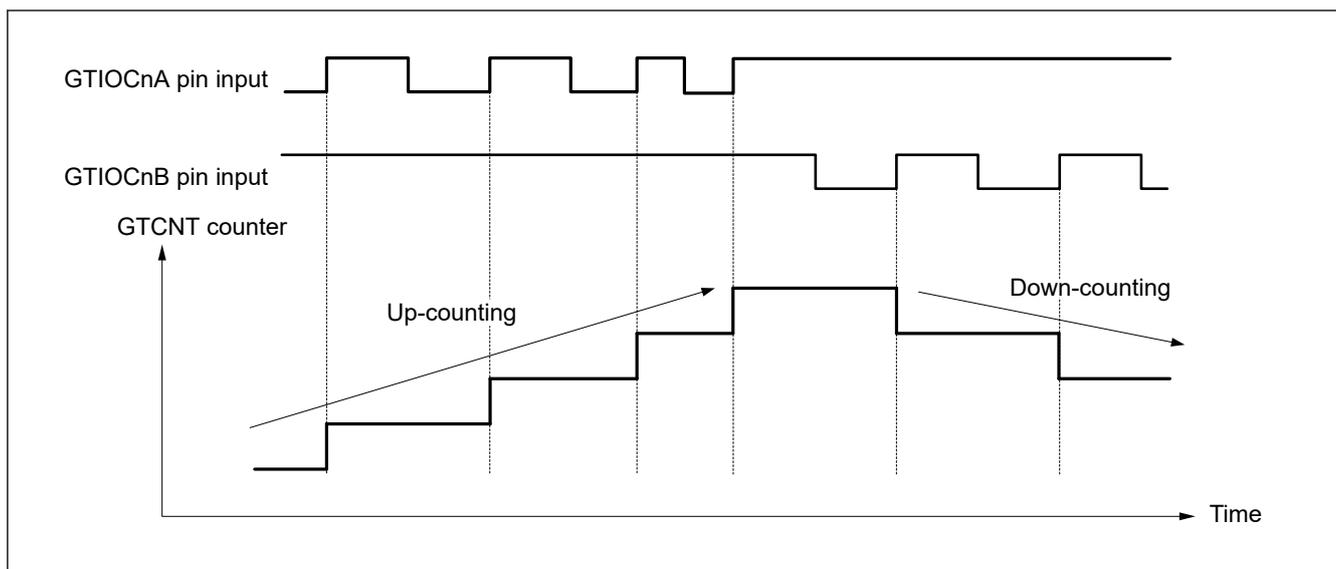 GTIOCnA pin input
GTIOCnB pin input
GTCNT counter
Down-counting
Up-counting
Time